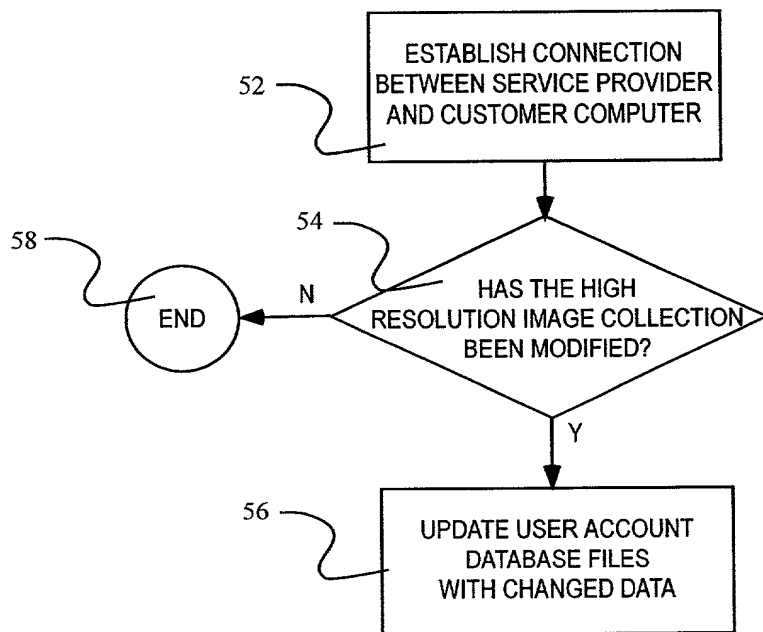 ESTABLISH CONNECTION
BETWEEN SERVICE PROVIDER
AND CUSTOMER COMPUTER
52
54
58
HAS THE HIGH
RESOLUTION IMAGE COLLECTION
BEEN MODIFIED?
N
END
Y
56
UPDATE USER ACCOUNT
DATABASE FILES
WITH CHANGED DATA